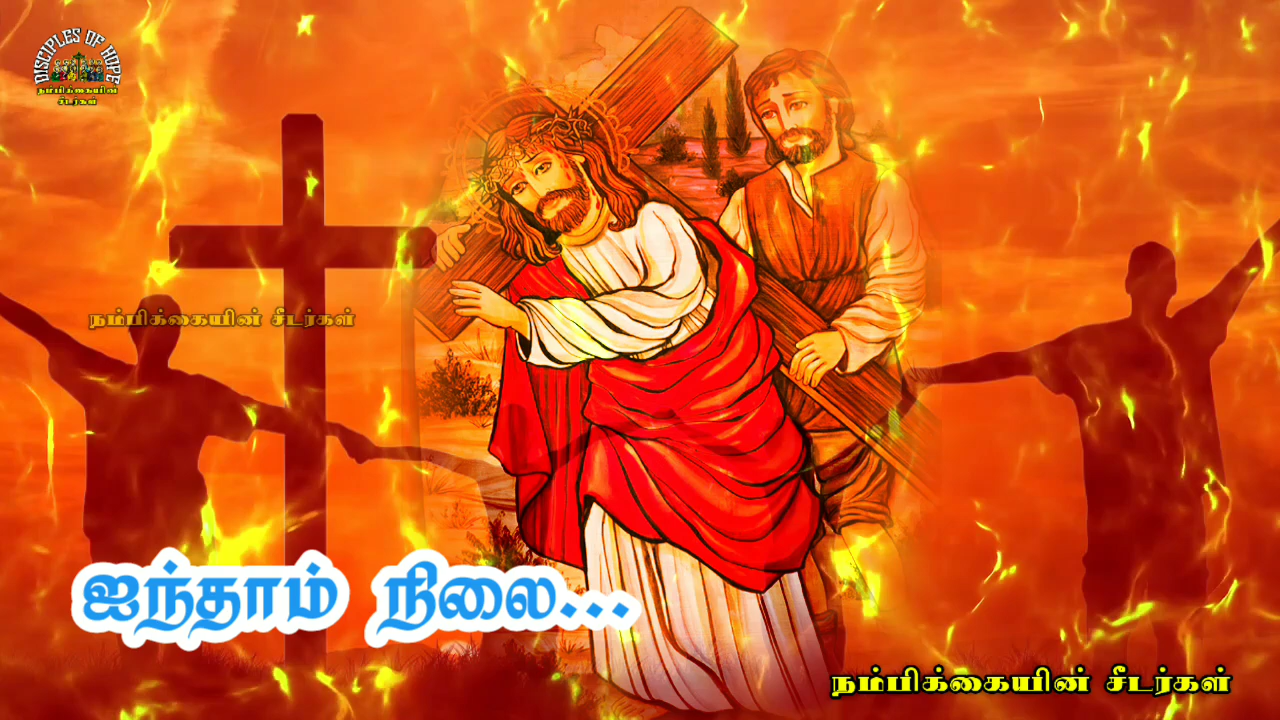 DISCIPLES OF HOPE
நம்பிக்கையின்
சீடர்கள்
நம்பிக்கையின் சீடர்கள்
ஐந்தாம் நிலை...
நம்பிக்கையின் சீடர்கள்